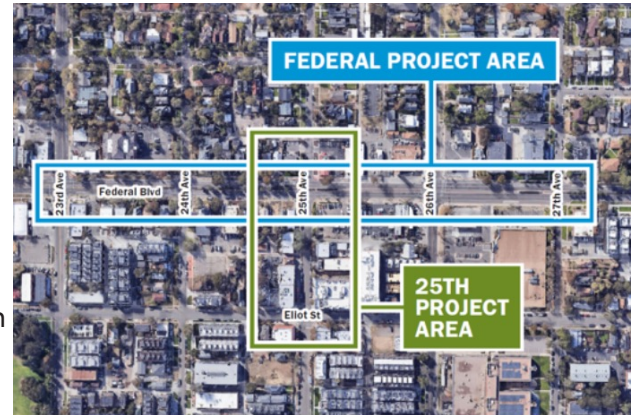 FEDERAL PROJECT AREA
23rd Ave
Federal Blvd
24th Ave
25th Ave
26th Ave
27th Ave
Eliot St
25TH
PROJECT
AREA